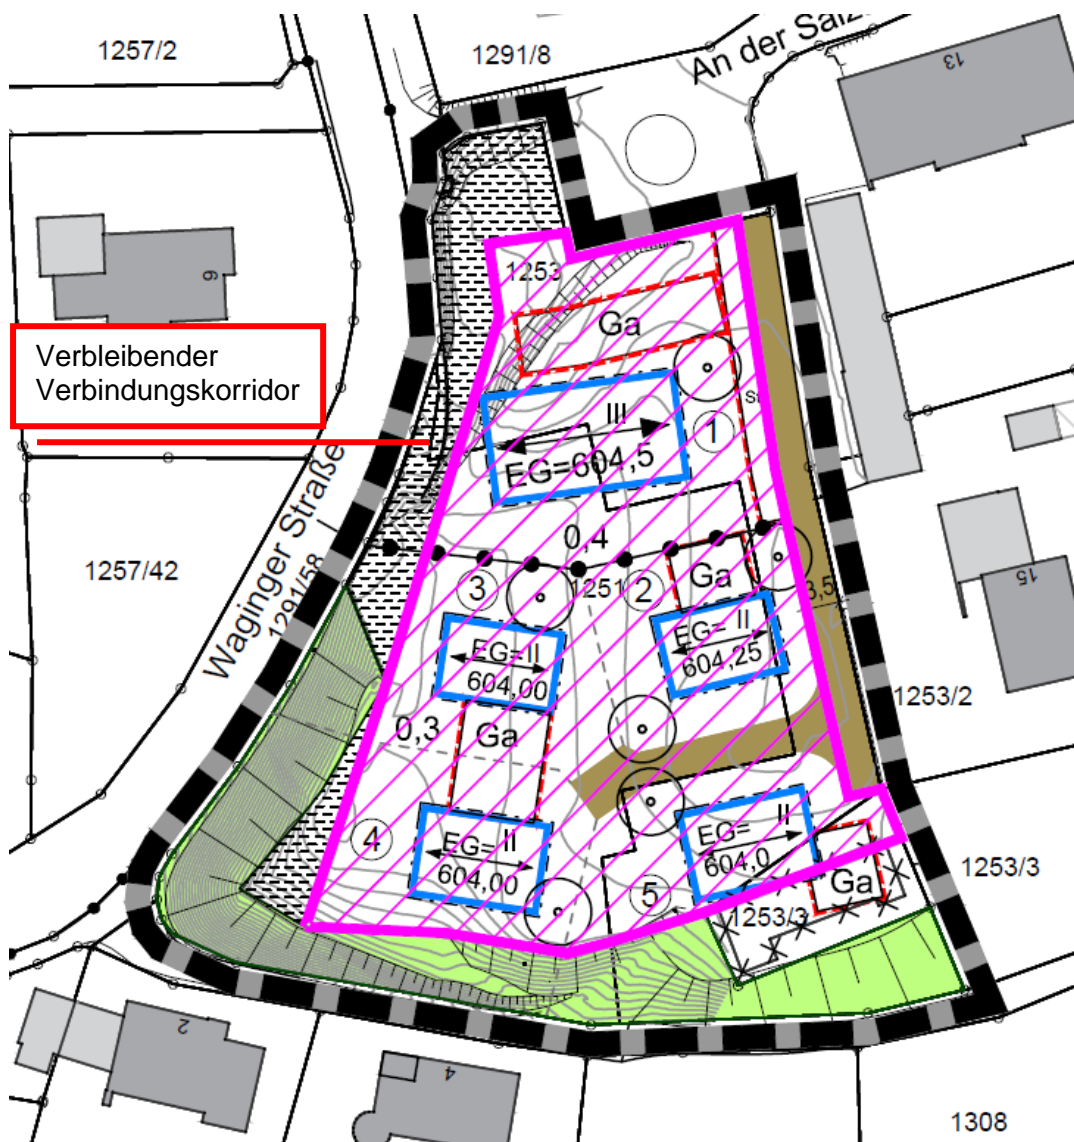 1257/2
1291/8
An der Salz
13
9
1253
Verbleibender
Verbindungskorridor
Ga
III
St
1
EG=604,5
0,4
1257/42
Waginger Straße
1291/58
3
1251
2
Ga
3,5
15
EG= II
604,00
EG= II
604,25
1253/2
0,3
Ga
4
EG= II
604,00
EG= II
604,0
5
Ga
1253/3
1253/3
2
4
1308